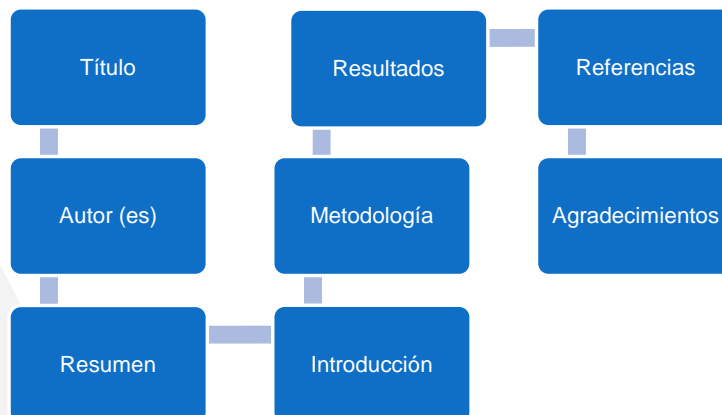 Título
Autor (es)
Resumen
Introducción
Metodología
Resultados
Referencias
Agradecimientos